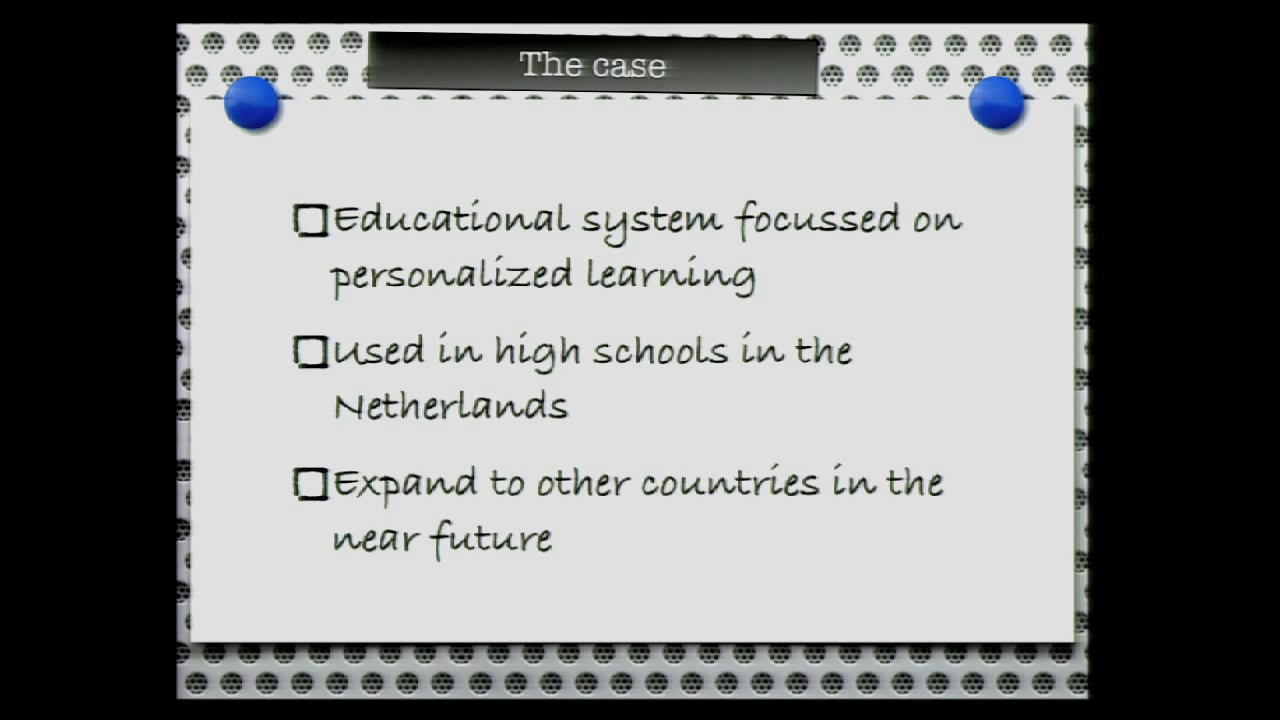 The case
Educational system focussed on
personalized learning
Used in high schools in the
Netherlands
Expand to other countries in the
near future